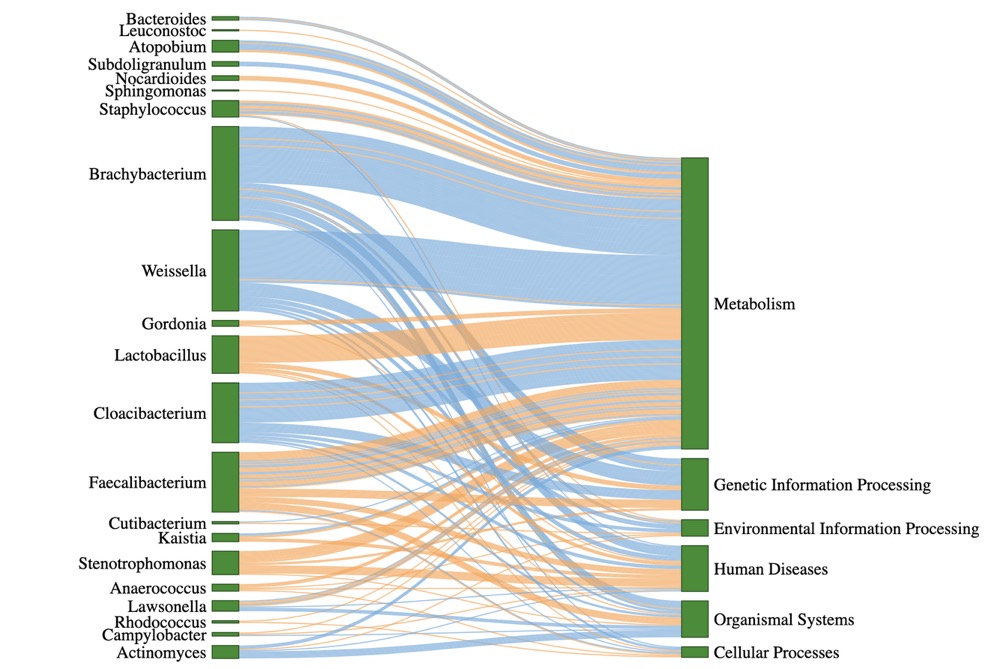 Bacteroides
Leuconostoc
Atopobium
Subdoligranulum
Nocardioides
Sphingomonas
Staphylococcus
Brachybacterium
Weissella
Gordonia
Lactobacillus
Cloacibacterium
Faecalibacterium
Cutibacterium
Kaistia
Stenotrophomonas
Anaerococcus
Lawsonella
Rhodococcus
Campylobacter
Actinomyces
Metabolism
Genetic Information Processing
Environmental Information Processing
Human Diseases
Organismal Systems
Cellular Processes